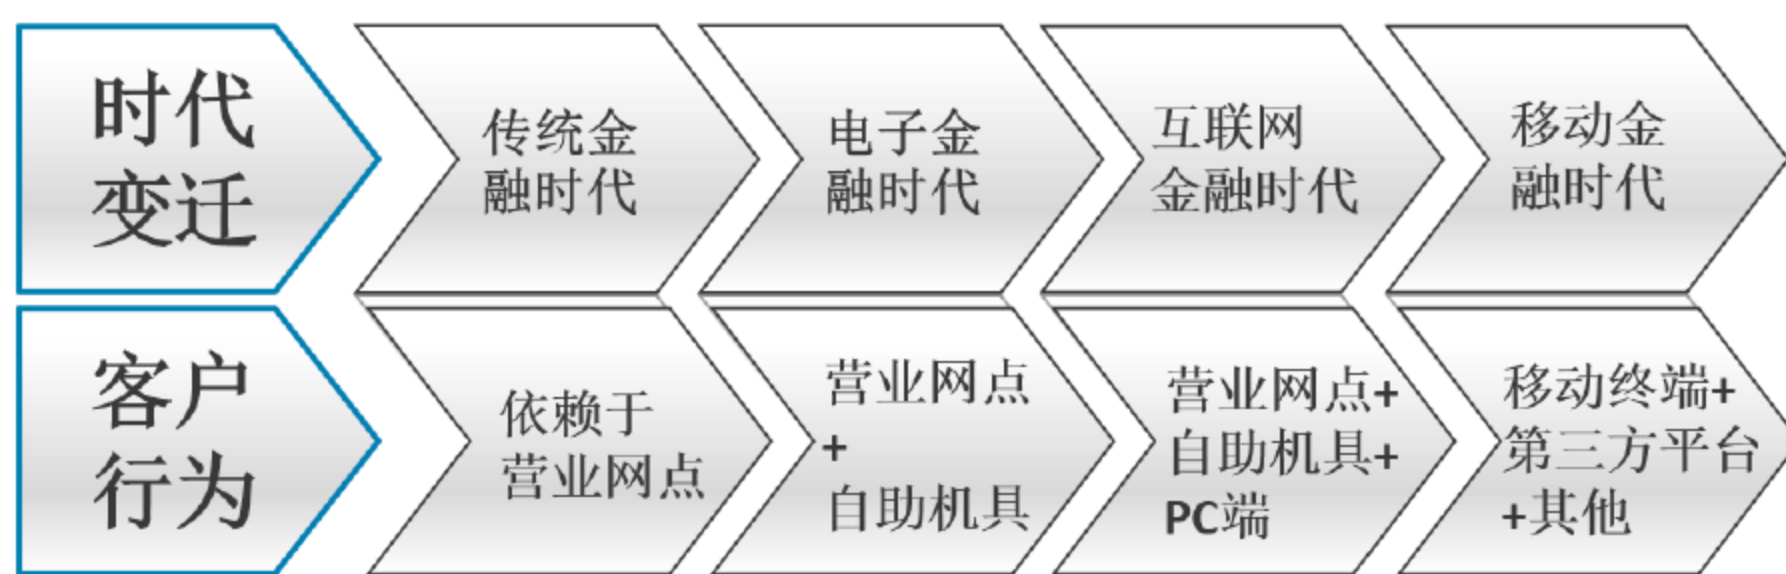 时代
变迁
传统金
融时代
电子金
融时代
互联网
金融时代
移动金
融时代
客户
行为
依赖于
营业网点
营业网点
+
自助机具
营业网点+
自助机具+
PC端
移动终端+
第三方平台
+其他